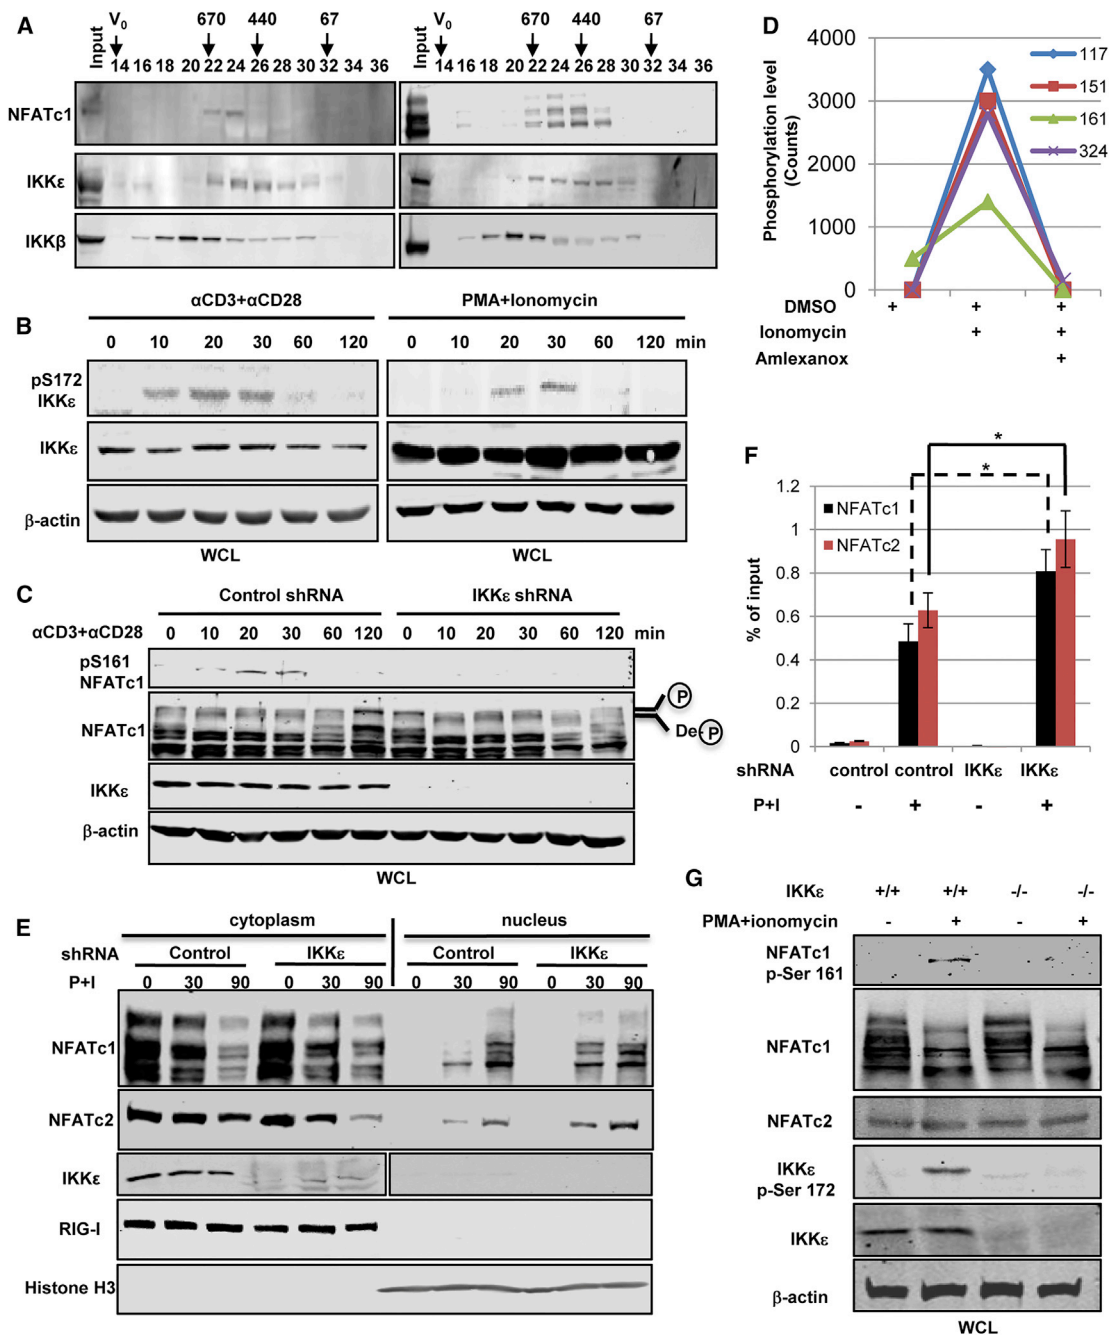 A
Input V0 670 440 67
14 16 18 20 22 24 26 28 30 32 34 36
Input V0 670 440 67
14 16 18 20 22 24 26 28 30 32 34 36
NFATc1
IKKε
IKKβ
B
αCD3+αCD28 PMA+Ionomycin
0 10 20 30 60 120 min 0 10 20 30 60 120 min
pS172
IKKε
IKKε
β-actin
WCL WCL
C
Control shRNA IKKε shRNA
αCD3+αCD28 0 10 20 30 60 120 0 10 20 30 60 120 min
pS161
NFATc1
NFATc1
P
De-P
IKKε
β-actin
WCL
D
Phosphorylation level
(Counts)
4000
3000
2000
1000
0
117
151
161
324
DMSO + + +
Ionomycin + +
Amlexanox +
E
cytoplasm nucleus
shRNA Control IKKε Control IKKε
P+I 0 30 90 0 30 90 0 30 90 0 30 90
NFATc1
NFATc2
IKKε
RIG-I
Histone H3
F
*
*
% of input
1.2
1
0.8
0.6
0.4
0.2
0
NFATc1
NFATc2
shRNA control control IKKε IKKε
P+I - + - +
G
IKKε +/+ +/+ -/- -/-
PMA+ionomycin - + - +
NFATc1
p-Ser 161
NFATc1
NFATc2
IKKε
p-Ser 172
IKKε
β-actin
WCL